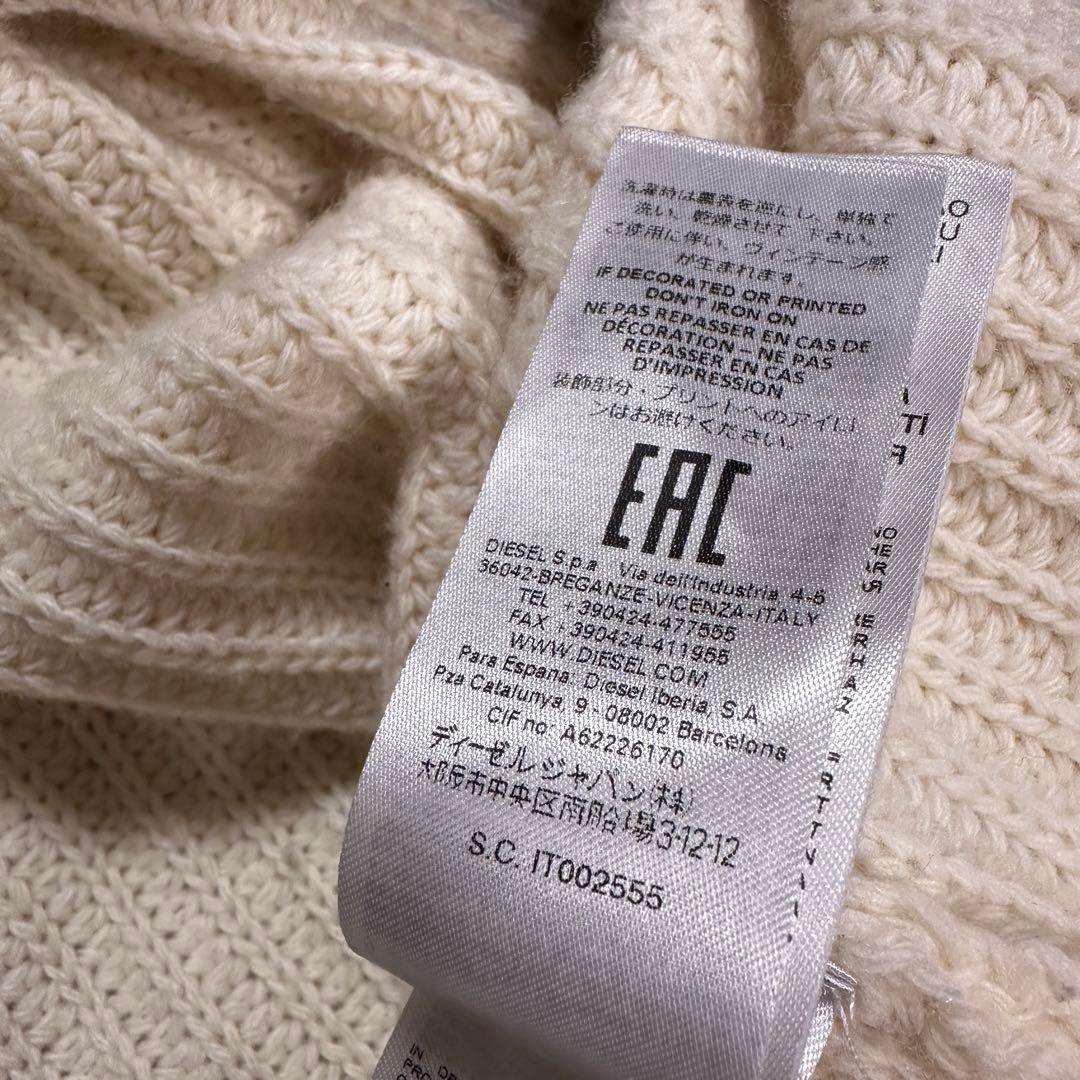 洗濯時は裏表を逆にし、単独で
洗い、乾燥させて 下さい。
ご使用に伴い、ヴィンテージ感
が生まれます。
IF DECORATED OR PRINTED
DON'T IRON ON
NE PAS REPASSER EN CAS DE
DÉCORATION – NE PAS
REPASSER EN CAS
D'IMPRESSION
装飾部分・プリントへのアイロ
ンはお避けください。
EAC
DIESEL S.p.a. Via dell'Industria, 4-6
36042-BREGANZE-VICENZA-ITALY
TEL +390424-477555
FAX +390424-411955
WWW.DIESEL.COM
Para Espana: Diesel Iberia, S.A.
Pza Catalunya, 9 - 08002 Barcelona
CIF no: A62226170
ディーゼルジャパン(株)
大阪市中央区南船場3-12-12
S.C. IT002555
IN